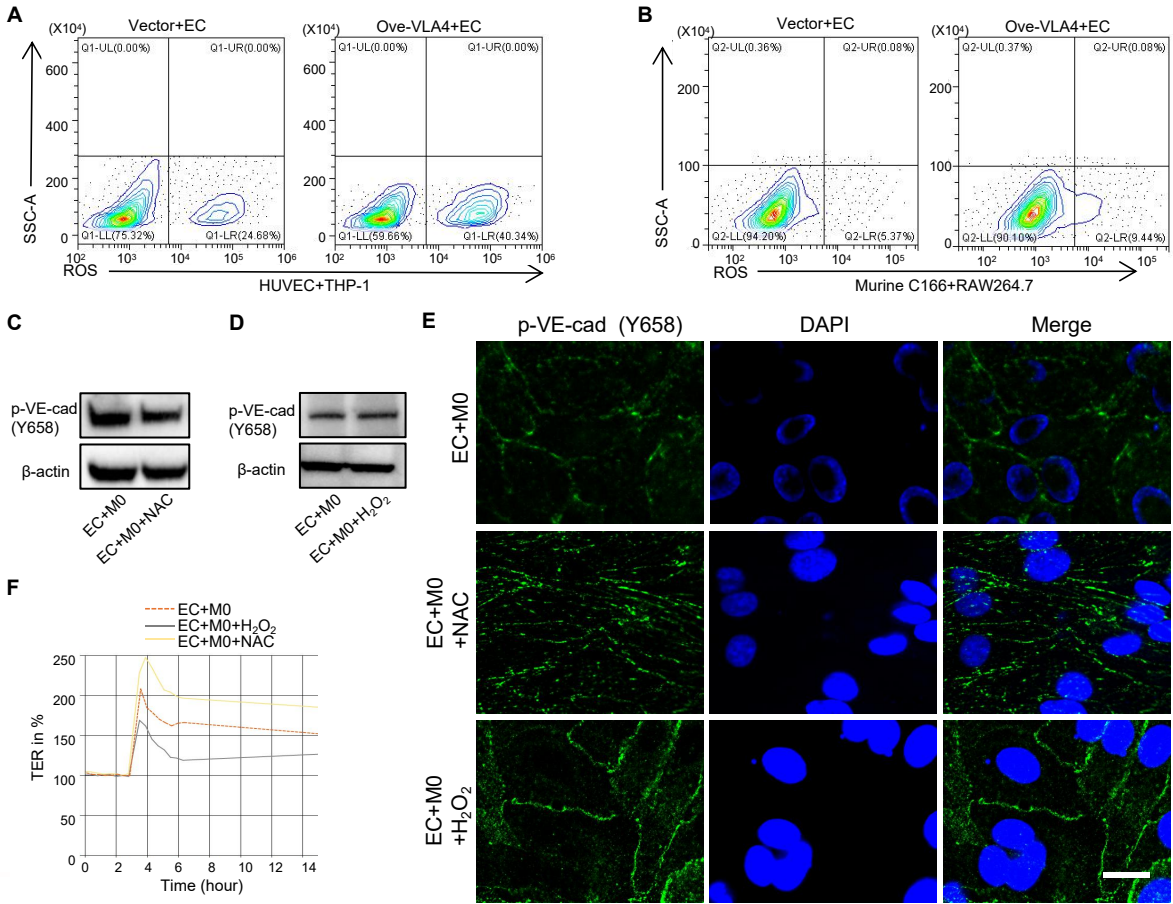 A
(X10⁴)
Vector+EC
Q1-UL(0.00%)
Q1-UR(0.00%)
600
400
200
0
Q1-LL(75.32%)
Q1-LR(24.68%)
10²
10³
10⁴
10⁵
10⁶
SSC-A
ROS
(X10⁴)
Ove-VLA4+EC
Q1-UL(0.00%)
Q1-UR(0.00%)
600
400
200
0
Q1-LL(59.66%)
Q1-LR(40.34%)
10²
10³
10⁴
10⁵
10⁶
HUVEC+THP-1
B
(X10⁴)
Vector+EC
Q2-UL(0.36%)
Q2-UR(0.08%)
200
100
0
Q2-LL(94.20%)
Q2-LR(5.37%)
10²
10³
10⁴
10⁵
SSC-A
ROS
(X10⁴)
Ove-VLA4+EC
Q2-UL(0.37%)
Q2-UR(0.08%)
200
100
0
Q2-LL(90.10%)
Q2-LR(9.44%)
10²
10³
10⁴
10⁵
Murine C166+RAW264.7
C
p-VE-cad
(Y658)
β-actin
EC+M0
EC+M0+NAC
D
p-VE-cad
(Y658)
β-actin
EC+M0
EC+M0+H₂O₂
E
p-VE-cad (Y658)
DAPI
Merge
EC+M0
EC+M0
+NAC
EC+M0
+H₂O₂
F
EC+M0
EC+M0+H₂O₂
EC+M0+NAC
TER in %
250
200
150
100
50
0
0
2
4
6
8
10
12
14
Time (hour)